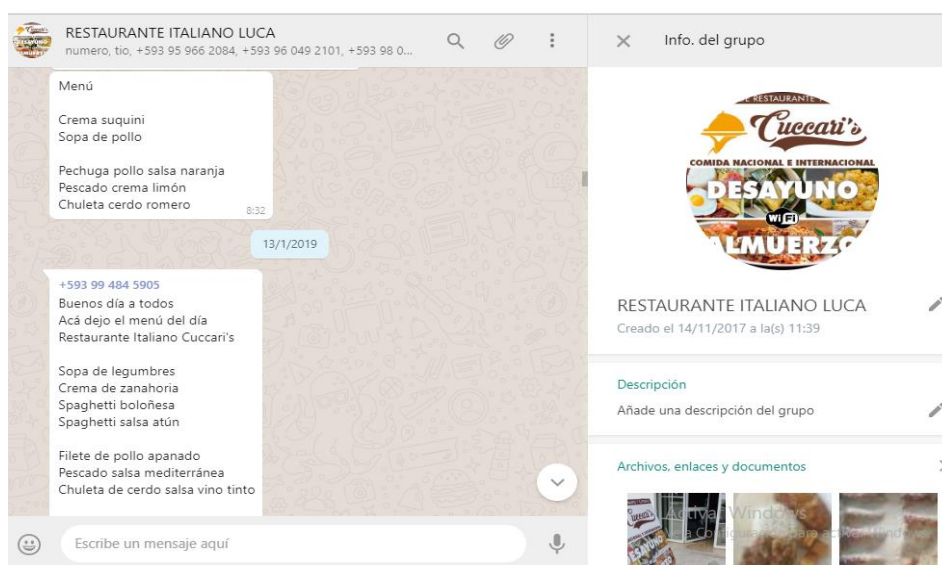 RESTAURANTE ITALIANO LUCA
numero, tio, +593 95 966 2084, +593 96 049 2101, +593 98 0...
Menú
Crema suquini
Sopa de pollo
Pechuga pollo salsa naranja
Pescado crema limón
Chuleta cerdo romero
8:32
13/1/2019
+593 99 484 5905
Buenos día a todos
Acá dejo el menú del día
Restaurante Italiano Cuccari's
Sopa de legumbres
Crema de zanahoria
Spaghetti boloñesa
Spaghetti salsa atún
Filete de pollo apanado
Pescado salsa mediterránea
Chuleta de cerdo salsa vino tinto
Escribe un mensaje aquí
Info. del grupo
RESTAURANTE
Cuccari's
COMIDA NACIONAL E INTERNACIONAL
DESAYUNO
WiFi
ALMUERZO
RESTAURANTE ITALIANO LUCA
Creado el 14/11/2017 a la(s) 11:39
Descripción
Añade una descripción del grupo
Archivos, enlaces y documentos
Activar Windows
para activar Windows